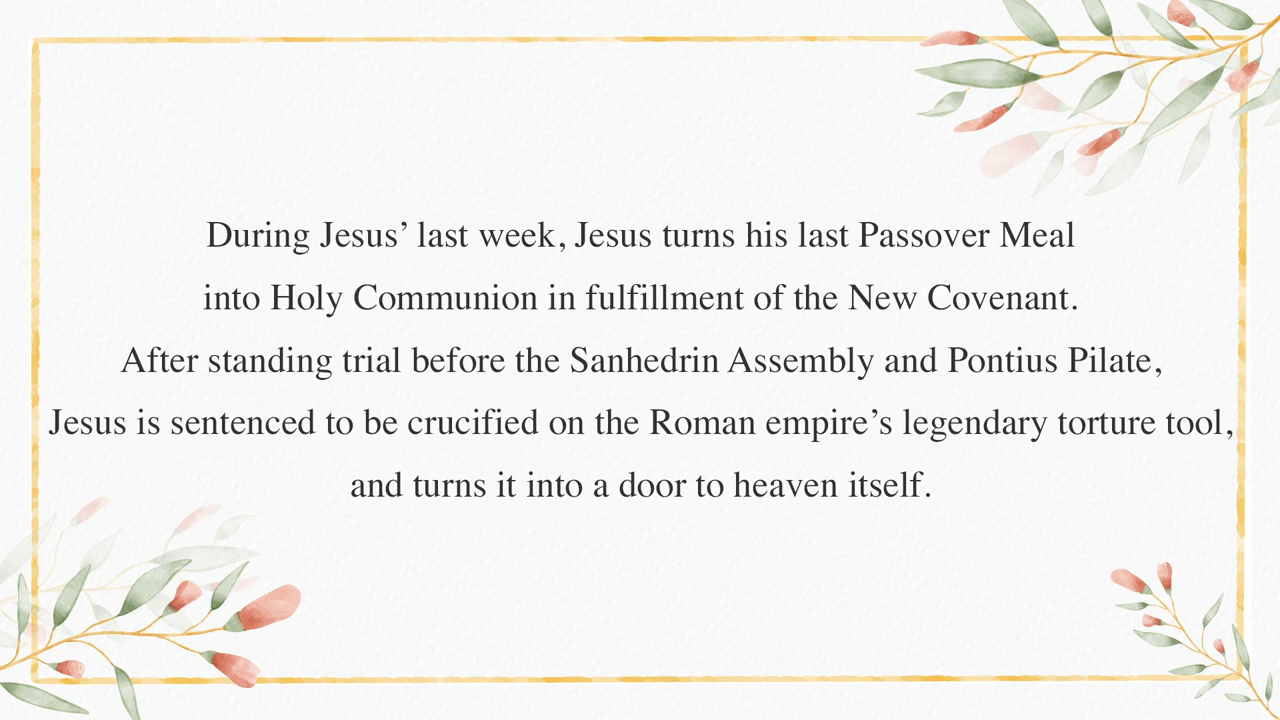 During Jesus’ last week, Jesus turns his last Passover Meal
into Holy Communion in fulfillment of the New Covenant.
After standing trial before the Sanhedrin Assembly and Pontius Pilate,
Jesus is sentenced to be crucified on the Roman empire’s legendary torture tool,
and turns it into a door to heaven itself.